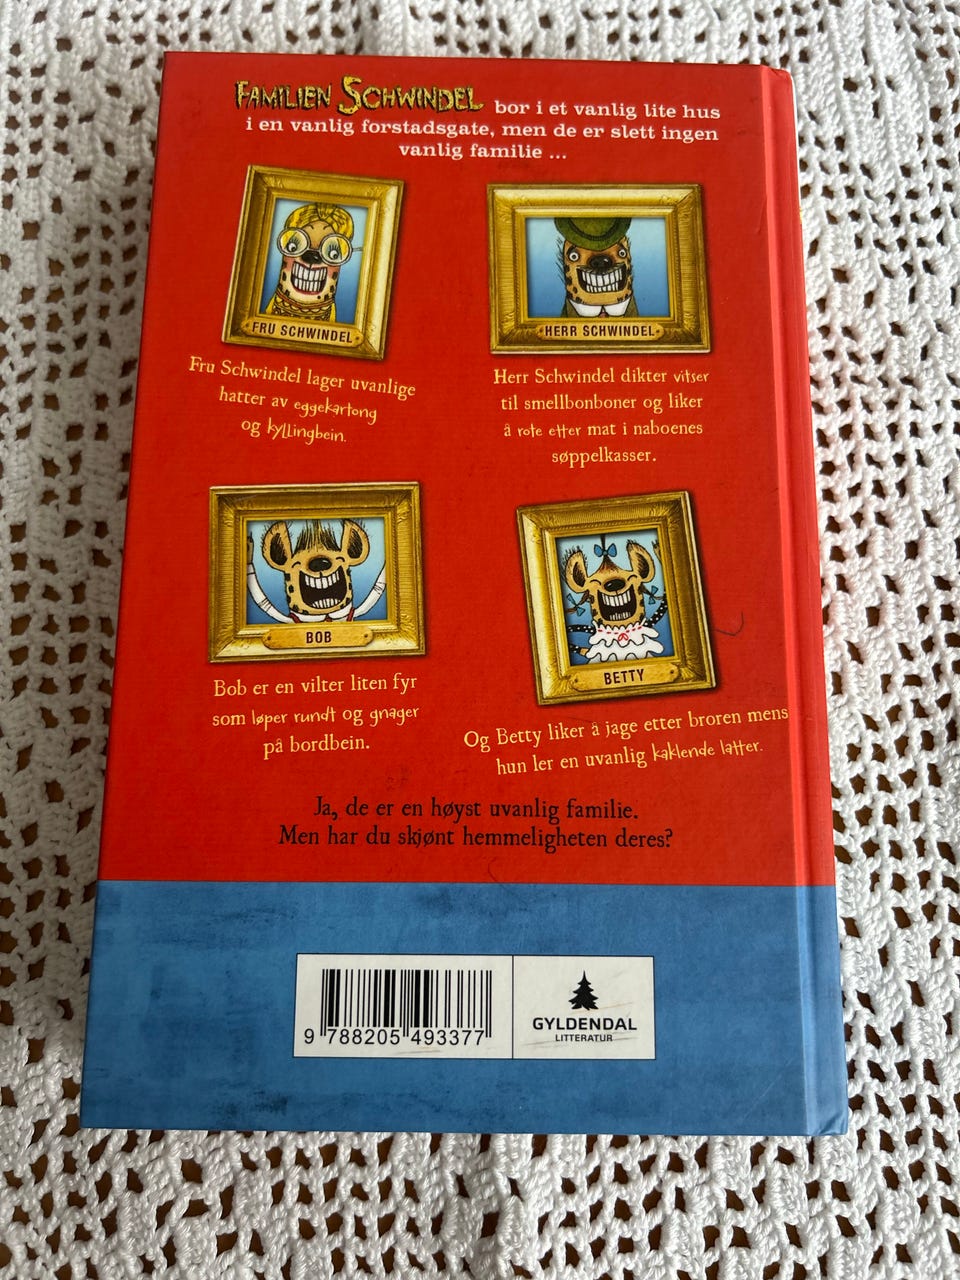 FAMILIEN SCHWINDEL bor i et vanlig lite hus
i en vanlig forstadsgate, men de er slett ingen
vanlig familie ...
FRU SCHWINDEL
Fru Schwindel lager uvanlige
hatter av eggekartong
og kyllingbein.
HERR SCHWINDEL
Herr Schwindel dikter vitser
til smellbonboner og liker
å rote etter mat i naboenes
søppelkasser.
BOB
Bob er en vilter liten fyr
som løper rundt og gnager
på bordbein.
BETTY
Og Betty liker å jage etter broren mens
hun ler en uvanlig kaklende latter.
Ja, de er en høyst uvanlig familie.
Men har du skjønt hemmeligheten deres?
9 788205 493377
GYLDENDAL
LITTERATUR